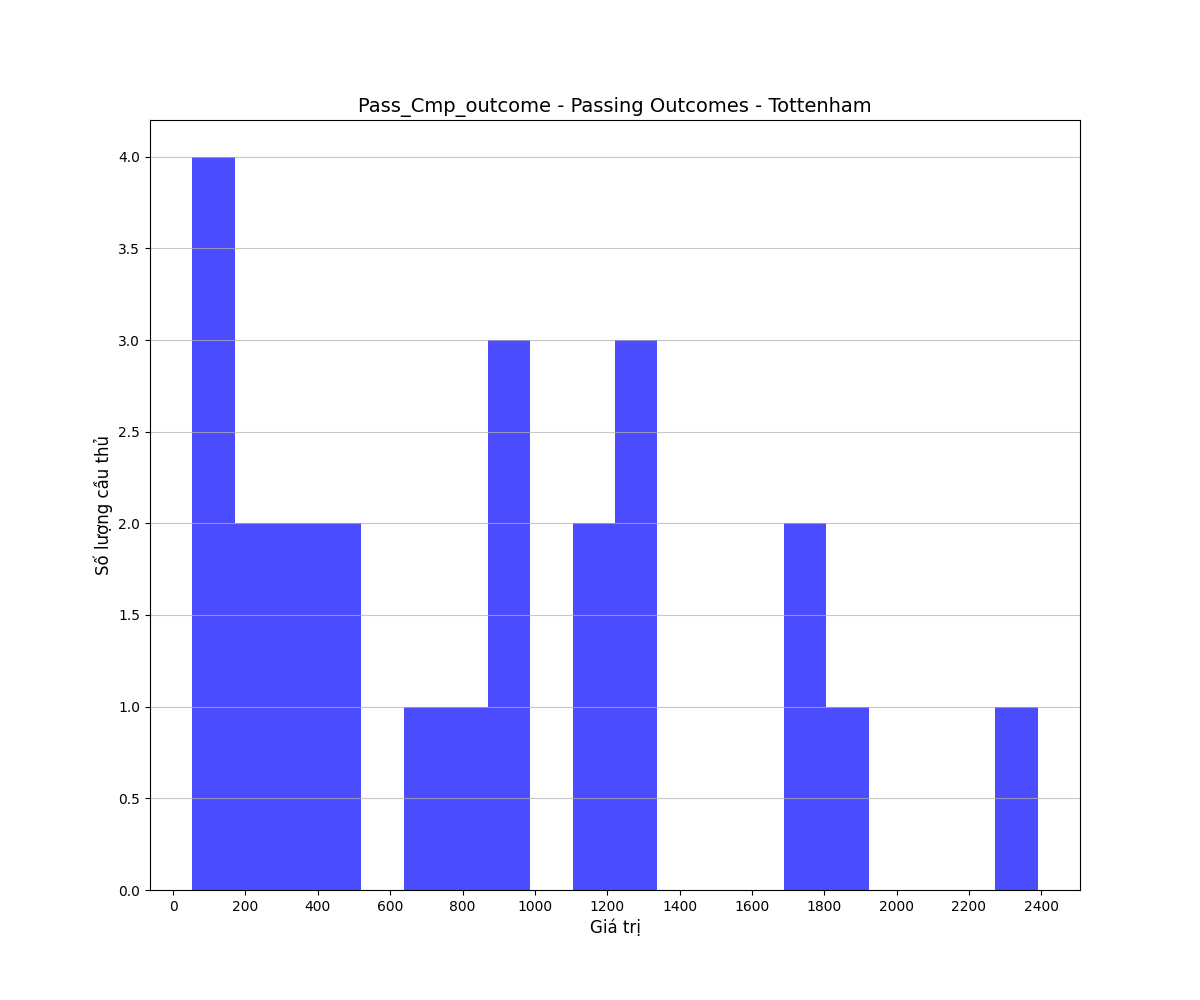 Pass_Cmp_outcome - Passing Outcomes - Tottenham
4.0
3.5
3.0
2.5
2.0
1.5
1.0
0.5
0.0
Số lượng cầu thủ
0 200 400 600 800 1000 1200 1400 1600 1800 2000 2200 2400
Giá trị